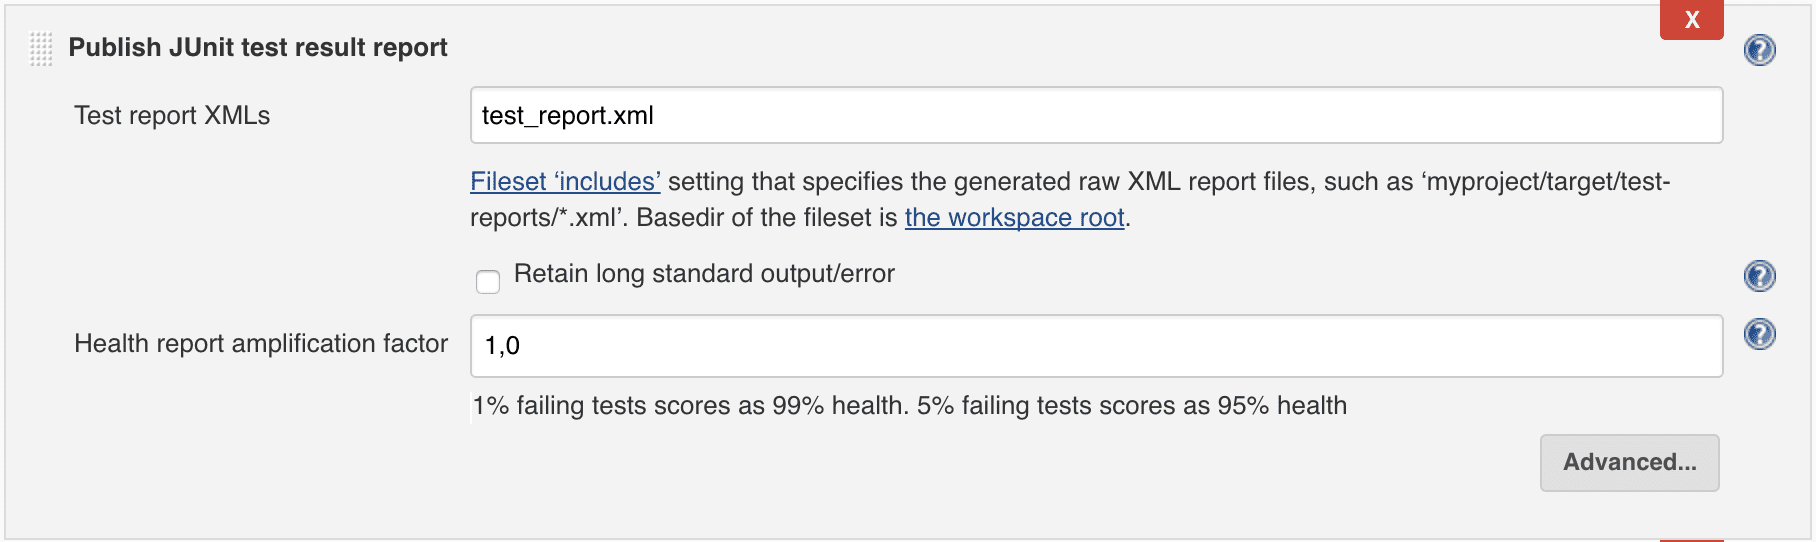 X
Publish JUnit test result report
Test report XMLs
test_report.xml
Fileset ‘includes’ setting that specifies the generated raw XML report files, such as ‘myproject/target/test-
reports/*.xml’. Basedir of the fileset is the workspace root.
Retain long standard output/error
Health report amplification factor
1,0
1% failing tests scores as 99% health. 5% failing tests scores as 95% health
Advanced...